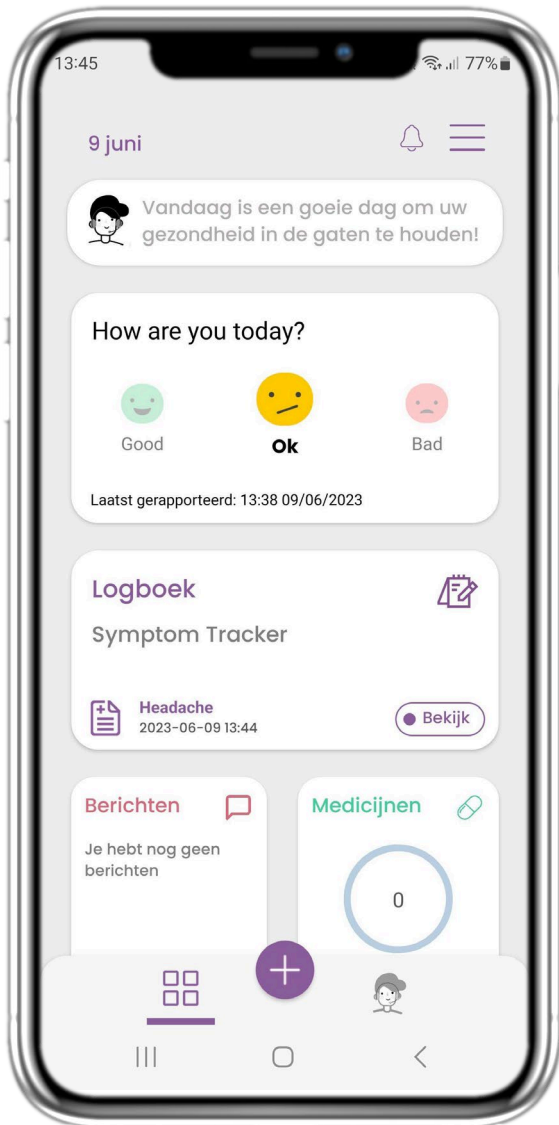 13:45
77%
9 juni
Vandaag is een goeie dag om uw
gezondheid in de gaten te houden!
How are you today?
Good
Ok
Bad
Laatst gerapporteerd: 13:38 09/06/2023
Logboek
Symptom Tracker
Headache
2023-06-09 13:44
Bekijk
Berichten
Je hebt nog geen
berichten
Medicijnen
0